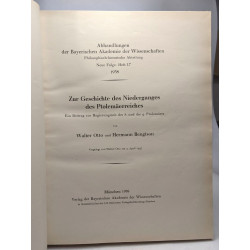 Abhandlungen
der Bayerischen Akademie der Wissenschaften
Philosophisch-historische Abteilung
Neue Folge. Heft 17
1938
Zur Geschichte des Niederganges
des Ptolemäerreiches
Ein Beitrag zur Regierungszeit des 8. und des 9. Ptolemäers
von
Walter Otto und Hermann Bengtson
München 1938
Verlag der Bayerischen Akademie der Wissenschaften